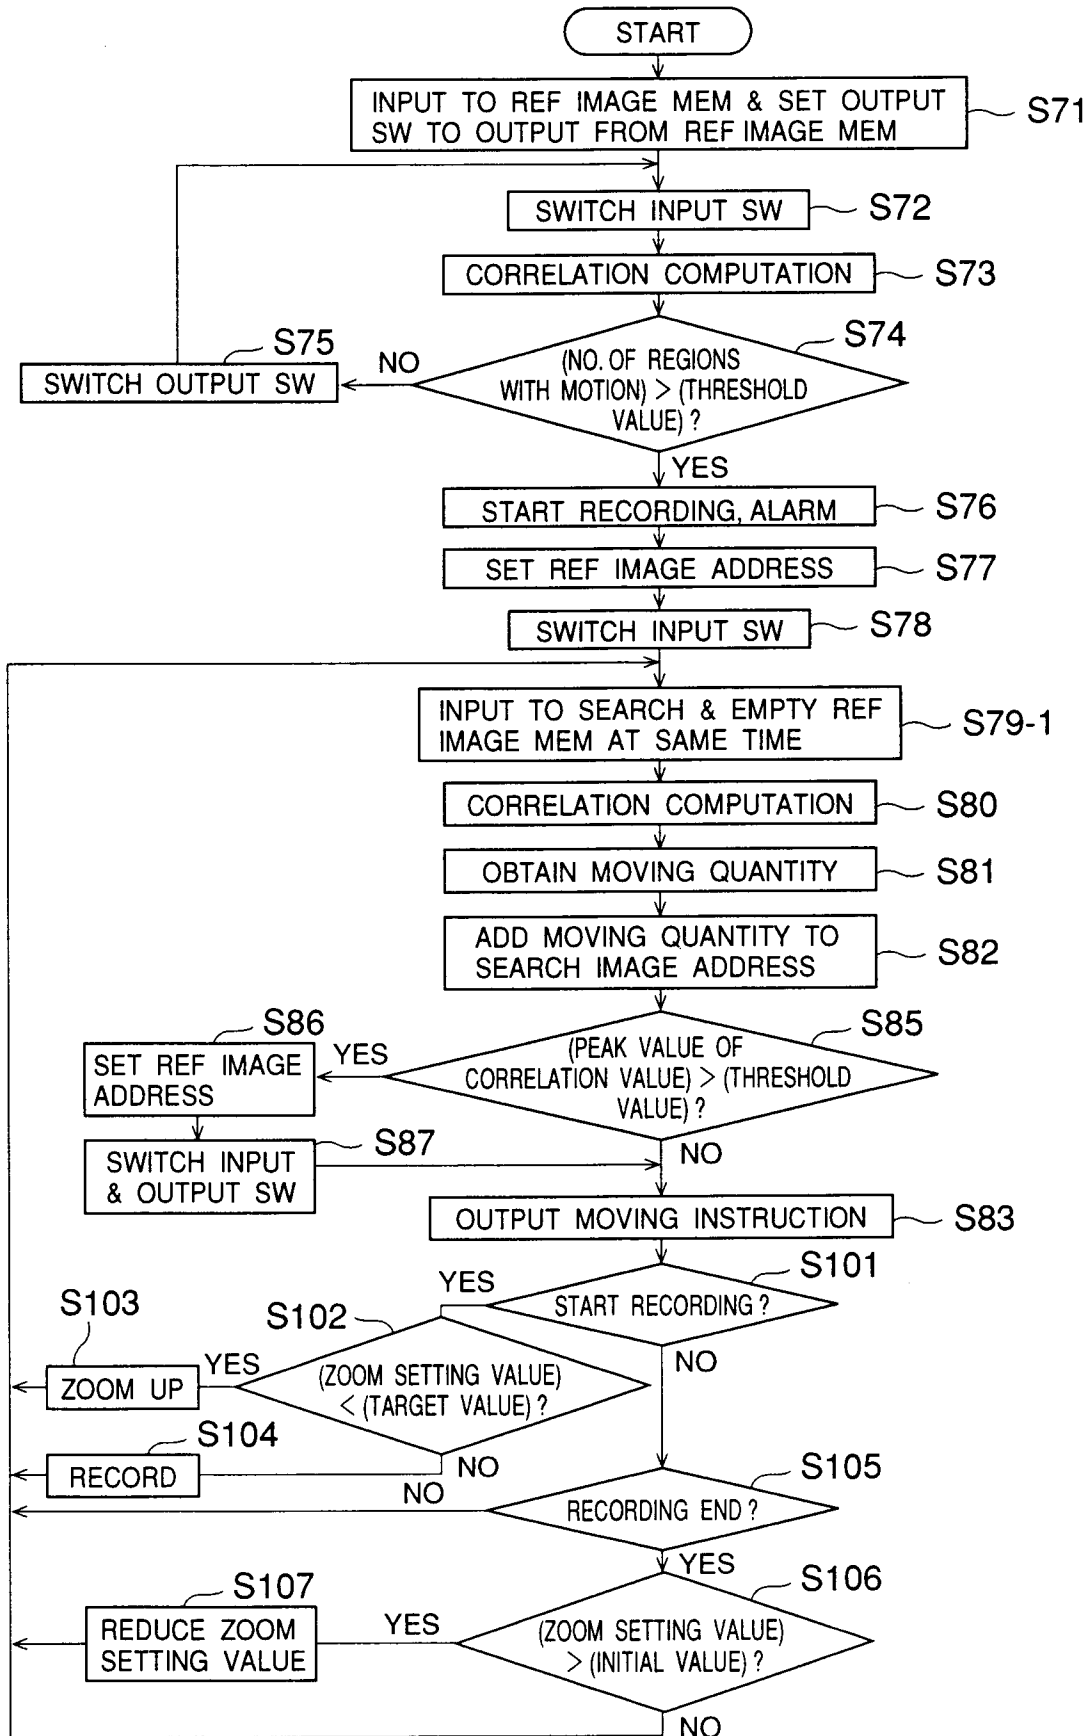 START
INPUT TO REF IMAGE MEM & SET OUTPUT
SW TO OUTPUT FROM REF IMAGE MEM
S71
SWITCH INPUT SW
S72
CORRELATION COMPUTATION
S73
S74
(NO. OF REGIONS
WITH MOTION) > (THRESHOLD
VALUE) ?
NO
S75
SWITCH OUTPUT SW
YES
START RECORDING, ALARM
S76
SET REF IMAGE ADDRESS
S77
SWITCH INPUT SW
S78
INPUT TO SEARCH & EMPTY REF
IMAGE MEM AT SAME TIME
S79-1
CORRELATION COMPUTATION
S80
OBTAIN MOVING QUANTITY
S81
ADD MOVING QUANTITY TO
SEARCH IMAGE ADDRESS
S82
S85
(PEAK VALUE OF
CORRELATION VALUE) > (THRESHOLD
VALUE) ?
YES
S86
SET REF IMAGE
ADDRESS
S87
SWITCH INPUT
& OUTPUT SW
NO
OUTPUT MOVING INSTRUCTION
S83
S101
START RECORDING ?
YES
S102
(ZOOM SETTING VALUE)
< (TARGET VALUE) ?
YES
S103
ZOOM UP
NO
S104
RECORD
NO
S105
RECORDING END ?
NO
YES
S106
(ZOOM SETTING VALUE)
> (INITIAL VALUE) ?
YES
S107
REDUCE ZOOM
SETTING VALUE
NO